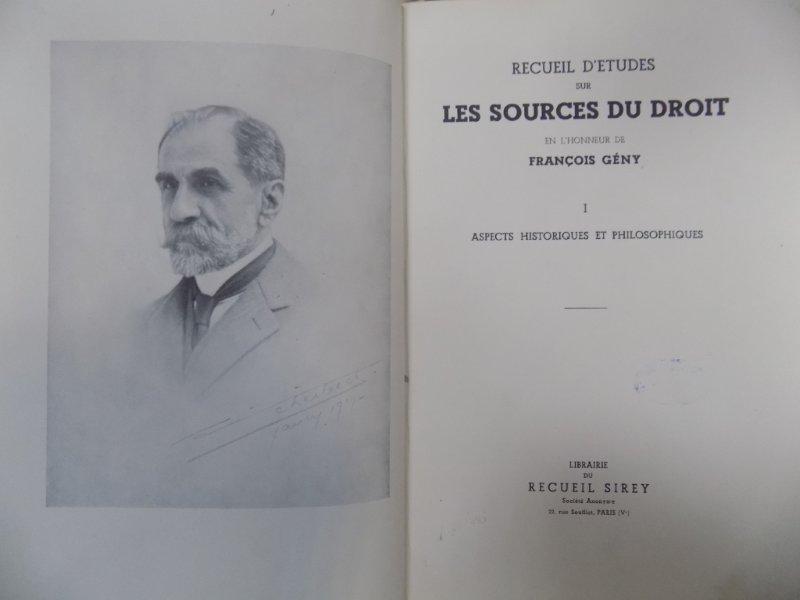 RECUEIL D'ETUDES
SUR
LES SOURCES DU DROIT
EN L'HONNEUR DE
FRANÇOIS GÉNY
I
ASPECTS HISTORIQUES ET PHILOSOPHIQUES
LIBRAIRIE
DU
RECUEIL SIREY
Société Anonyme
22, rue Soufflot, PARIS (Vᵉ)